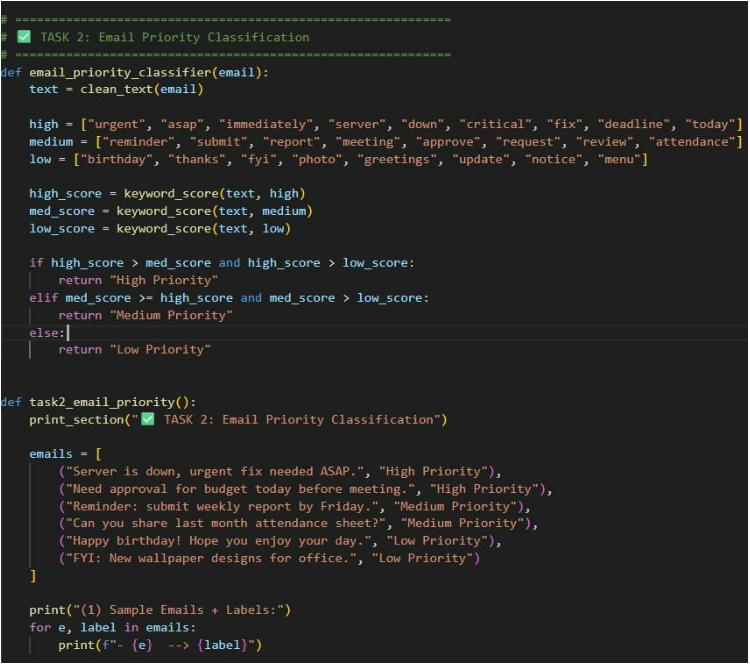 # ============================================================
# ✅ TASK 2: Email Priority Classification
# ============================================================
def email_priority_classifier(email):
    text = clean_text(email)

    high = ["urgent", "asap", "immediately", "server", "down", "critical", "fix", "deadline", "today"]
    medium = ["reminder", "submit", "report", "meeting", "approve", "request", "review", "attendance"]
    low = ["birthday", "thanks", "fyi", "photo", "greetings", "update", "notice", "menu"]

    high_score = keyword_score(text, high)
    med_score = keyword_score(text, medium)
    low_score = keyword_score(text, low)

    if high_score > med_score and high_score > low_score:
        return "High Priority"
    elif med_score >= high_score and med_score > low_score:
        return "Medium Priority"
    else:
        return "Low Priority"


def task2_email_priority():
    print_section("✅ TASK 2: Email Priority Classification")

    emails = [
        ("Server is down, urgent fix needed ASAP.", "High Priority"),
        ("Need approval for budget today before meeting.", "High Priority"),
        ("Reminder: submit weekly report by Friday.", "Medium Priority"),
        ("Can you share last month attendance sheet?", "Medium Priority"),
        ("Happy birthday! Hope you enjoy your day.", "Low Priority"),
        ("FYI: New wallpaper designs for office.", "Low Priority")
    ]

    print("(1) Sample Emails + Labels:")
    for e, label in emails:
        print(f"- {e}  --> {label}")